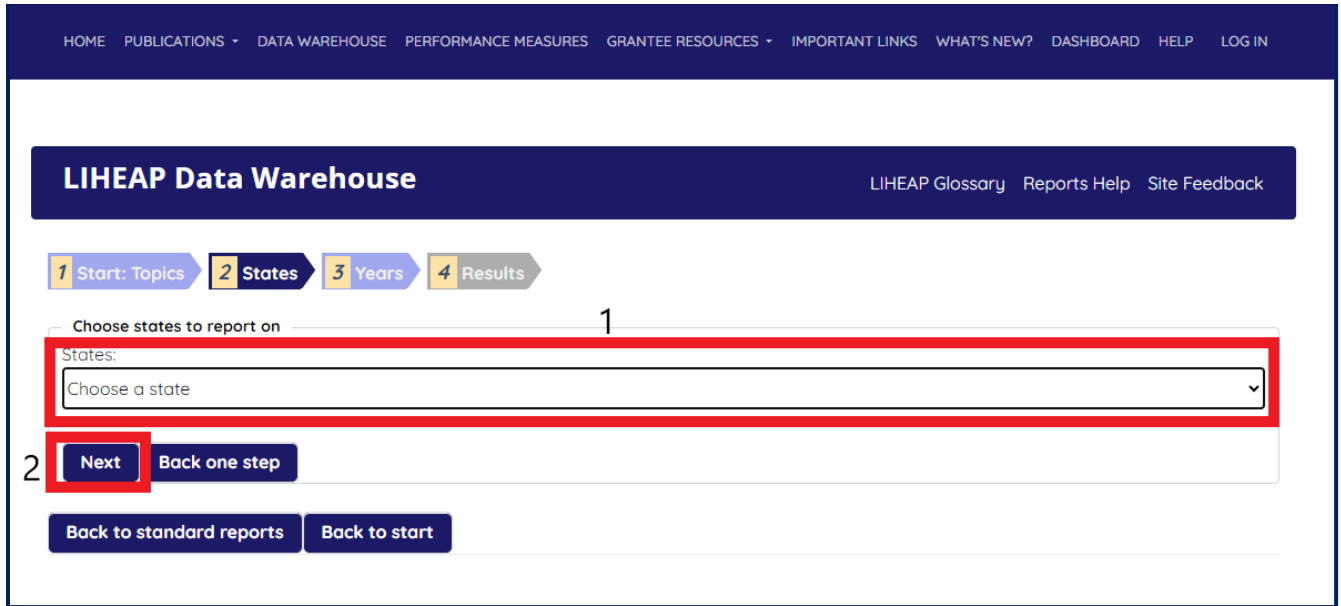 HOME PUBLICATIONS DATA WAREHOUSE PERFORMANCE MEASURES GRANTEE RESOURCES IMPORTANT LINKS WHAT'S NEW? DASHBOARD HELP LOG IN
LIHEAP Data Warehouse LIHEAP Glossary Reports Help Site Feedback
1 Start: Topics 2 States 3 Years 4 Results
Choose states to report on 1
States:
Choose a state
2 Next Back one step
Back to standard reports Back to start